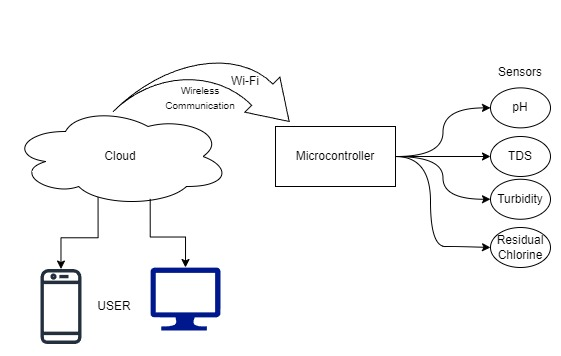 Sensors
Wi-Fi
Wireless
Communication
pH
Cloud
Microcontroller
TDS
Turbidity
Residual
Chlorine
USER